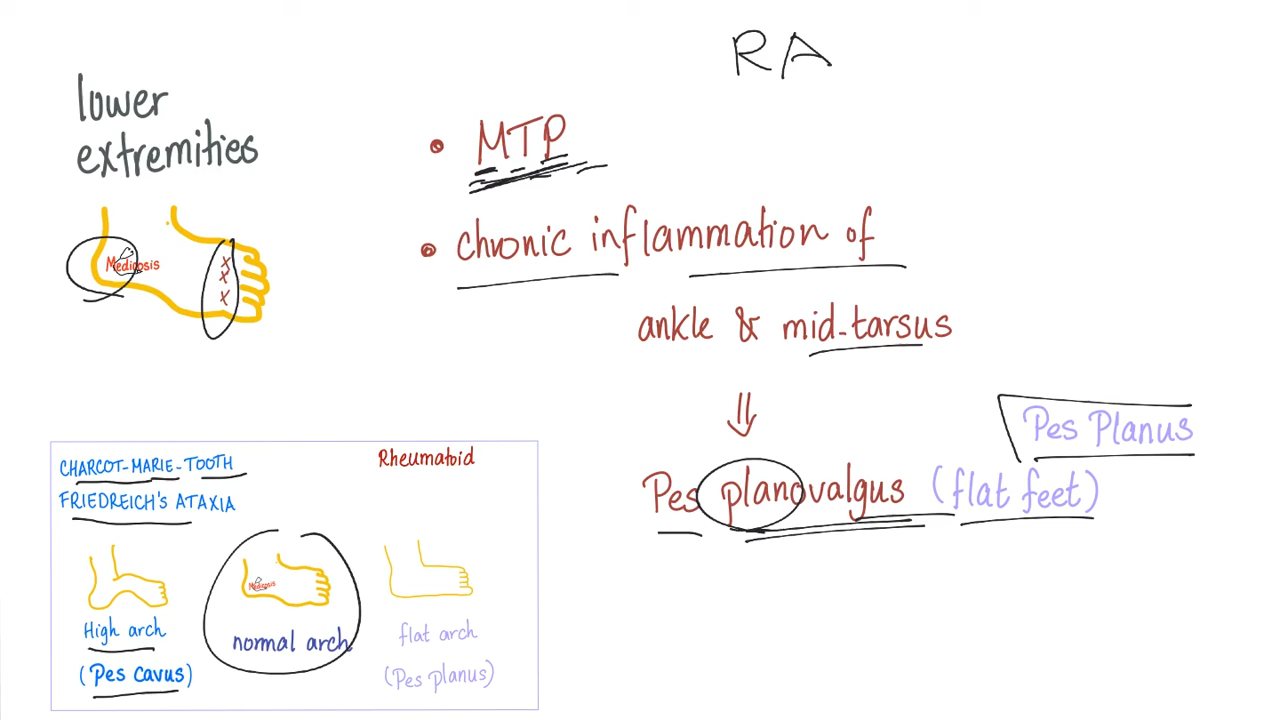 RA
lower
extremities
Medicosis
x
x
x
• MTP
• chronic inflammation of
ankle & mid-tarsus
⇓
Pes Planus
Pes planovalgus (flat feet)
CHARCOT-MARIE-TOOTH
FRIEDREICH'S ATAXIA
High arch
(Pes cavus)
Medicosis
normal arch
Rheumatoid
flat arch
(Pes planus)